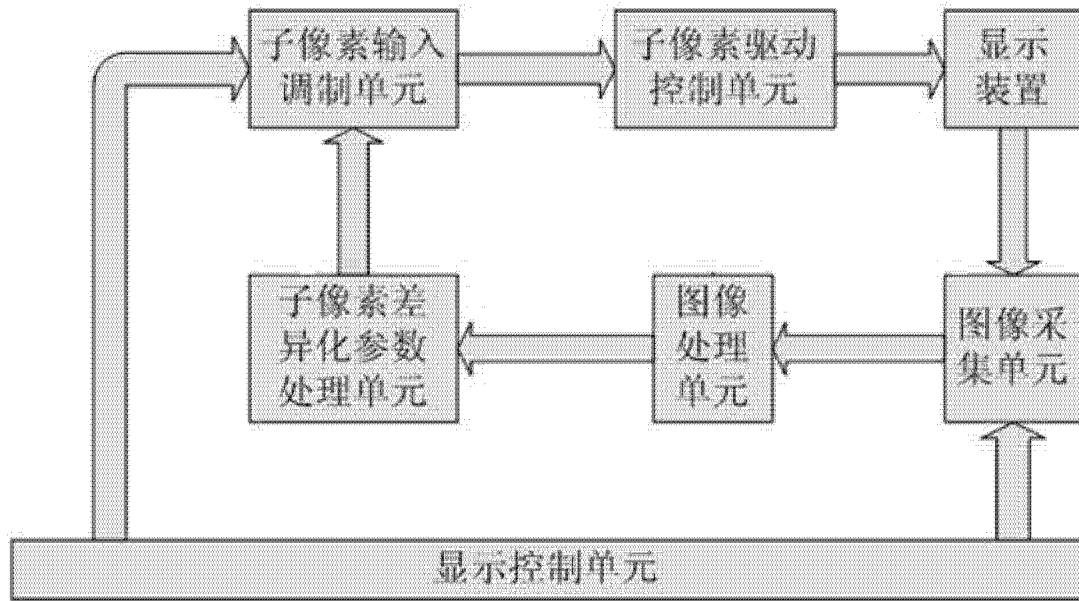 子像素输入
调制单元
子像素驱动
控制单元
显示
装置
子像素差
异化参数
处理单元
图像
处理
单元
图像采
集单元
显示控制单元